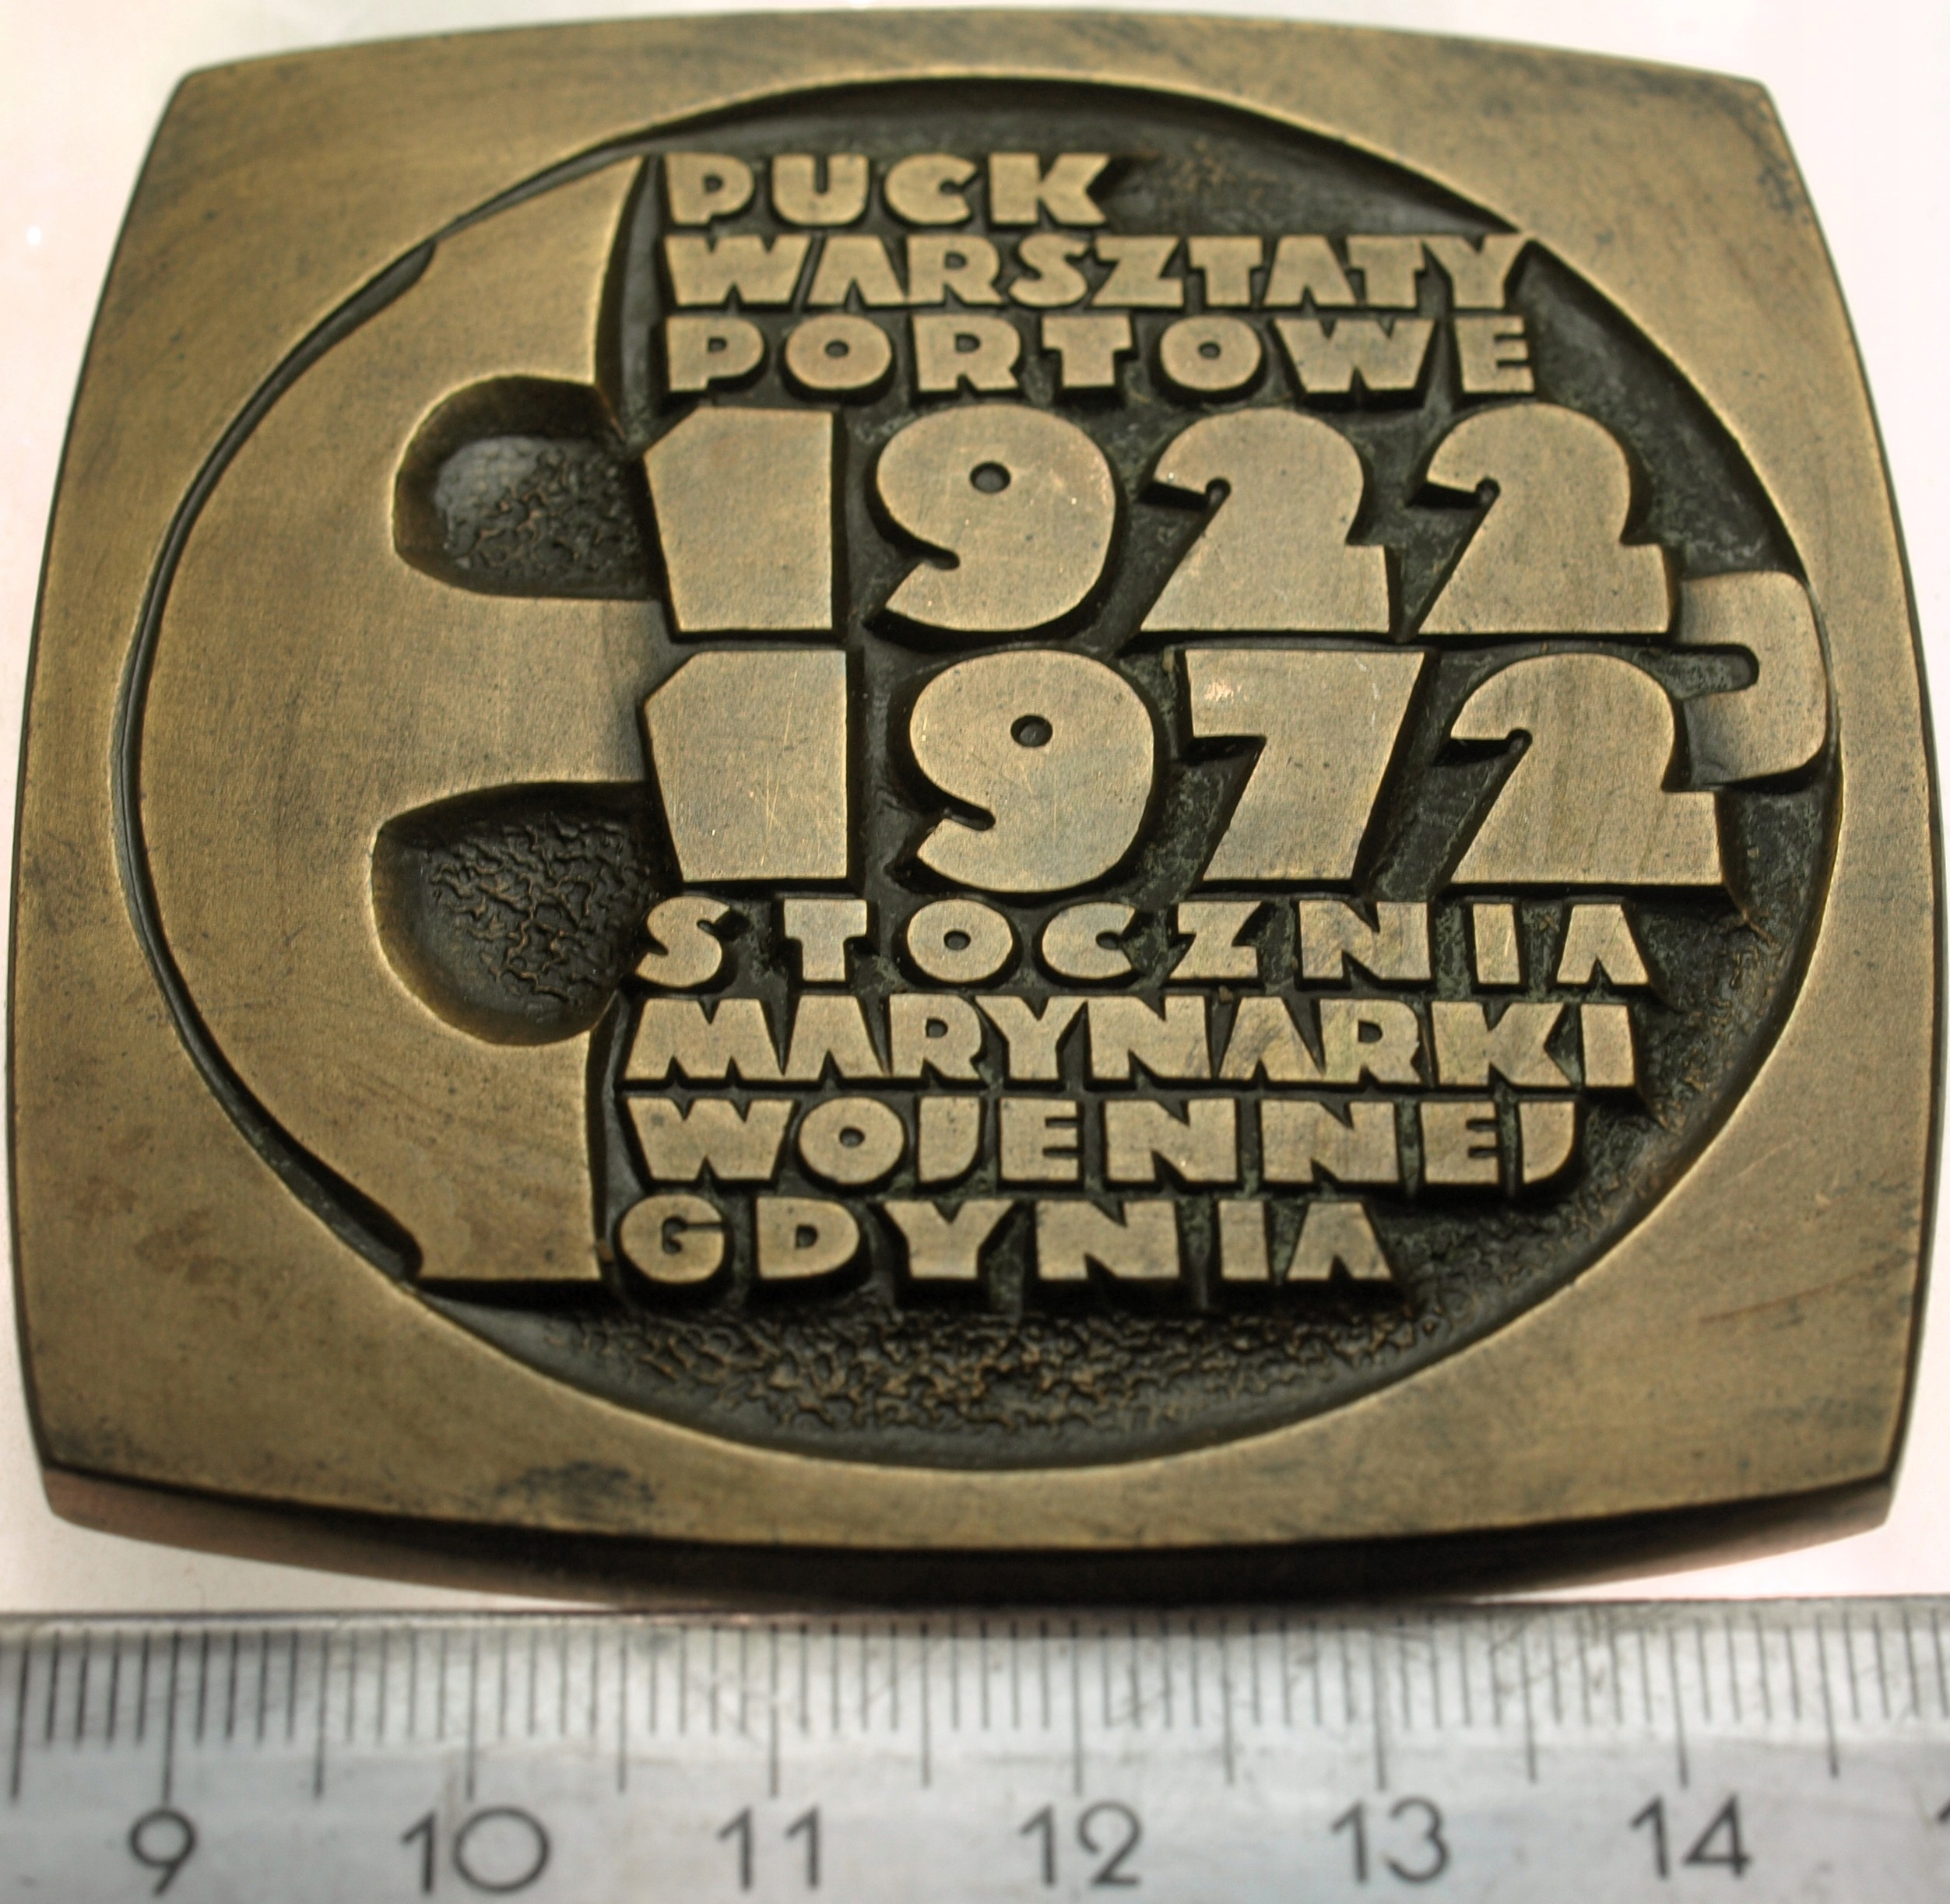 PUCK
WARSZTATY
PORTOWE
1922
1972
STOCZNIA
MARYNARKI
WOJENNEJ
GDYNIA
9 10 11 12 13 14